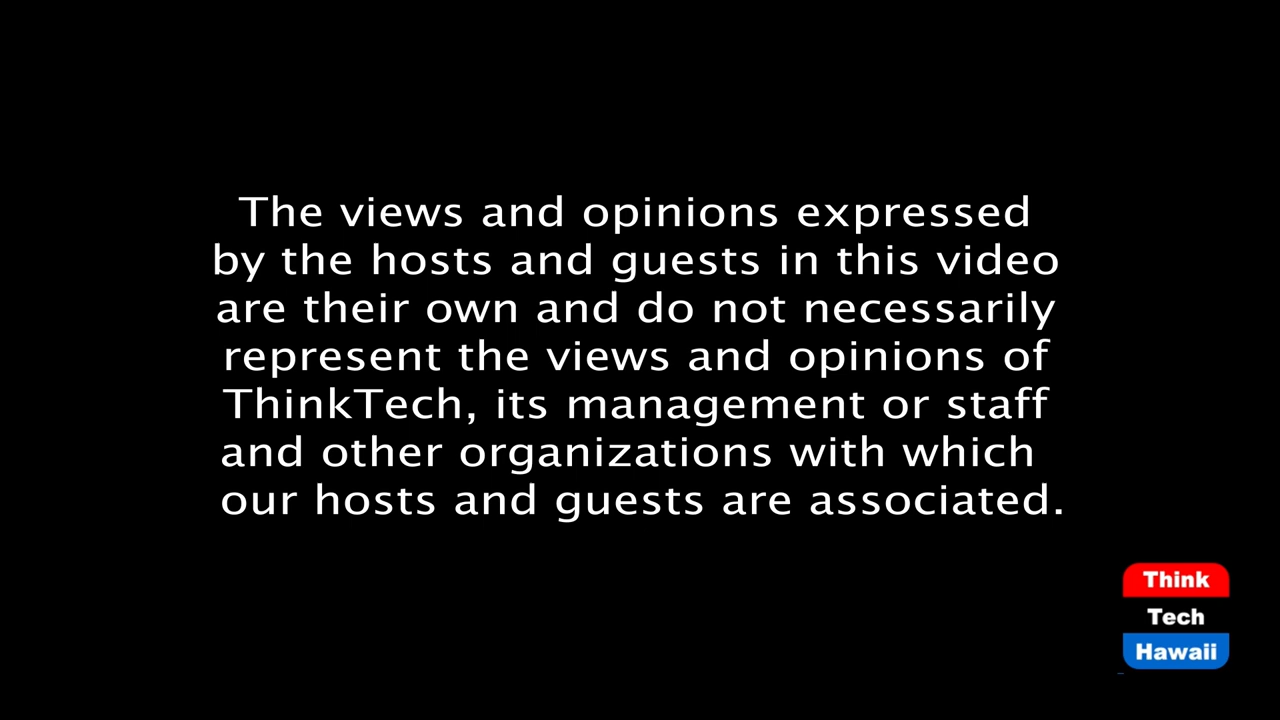 The views and opinions expressed
by the hosts and guests in this video
are their own and do not necessarily
represent the views and opinions of
ThinkTech, its management or staff
and other organizations with which
our hosts and guests are associated.
Think
Tech
Hawaii